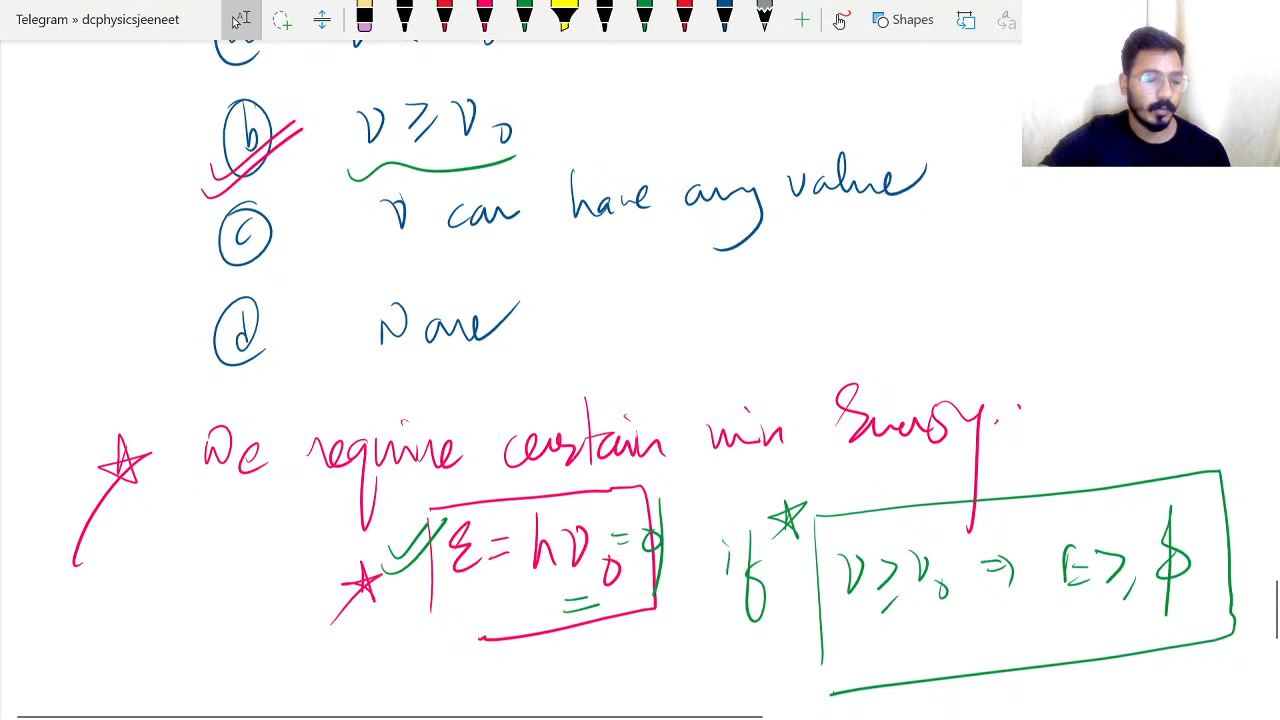 Telegram » dcphysicsjeeneet
Shapes
b ν ≥ ν₀
c ν can have any value
d None
We require certain min Energy.
E = hν₀ = ϕ if ν ≥ ν₀ ⇒ E ≥ ϕ